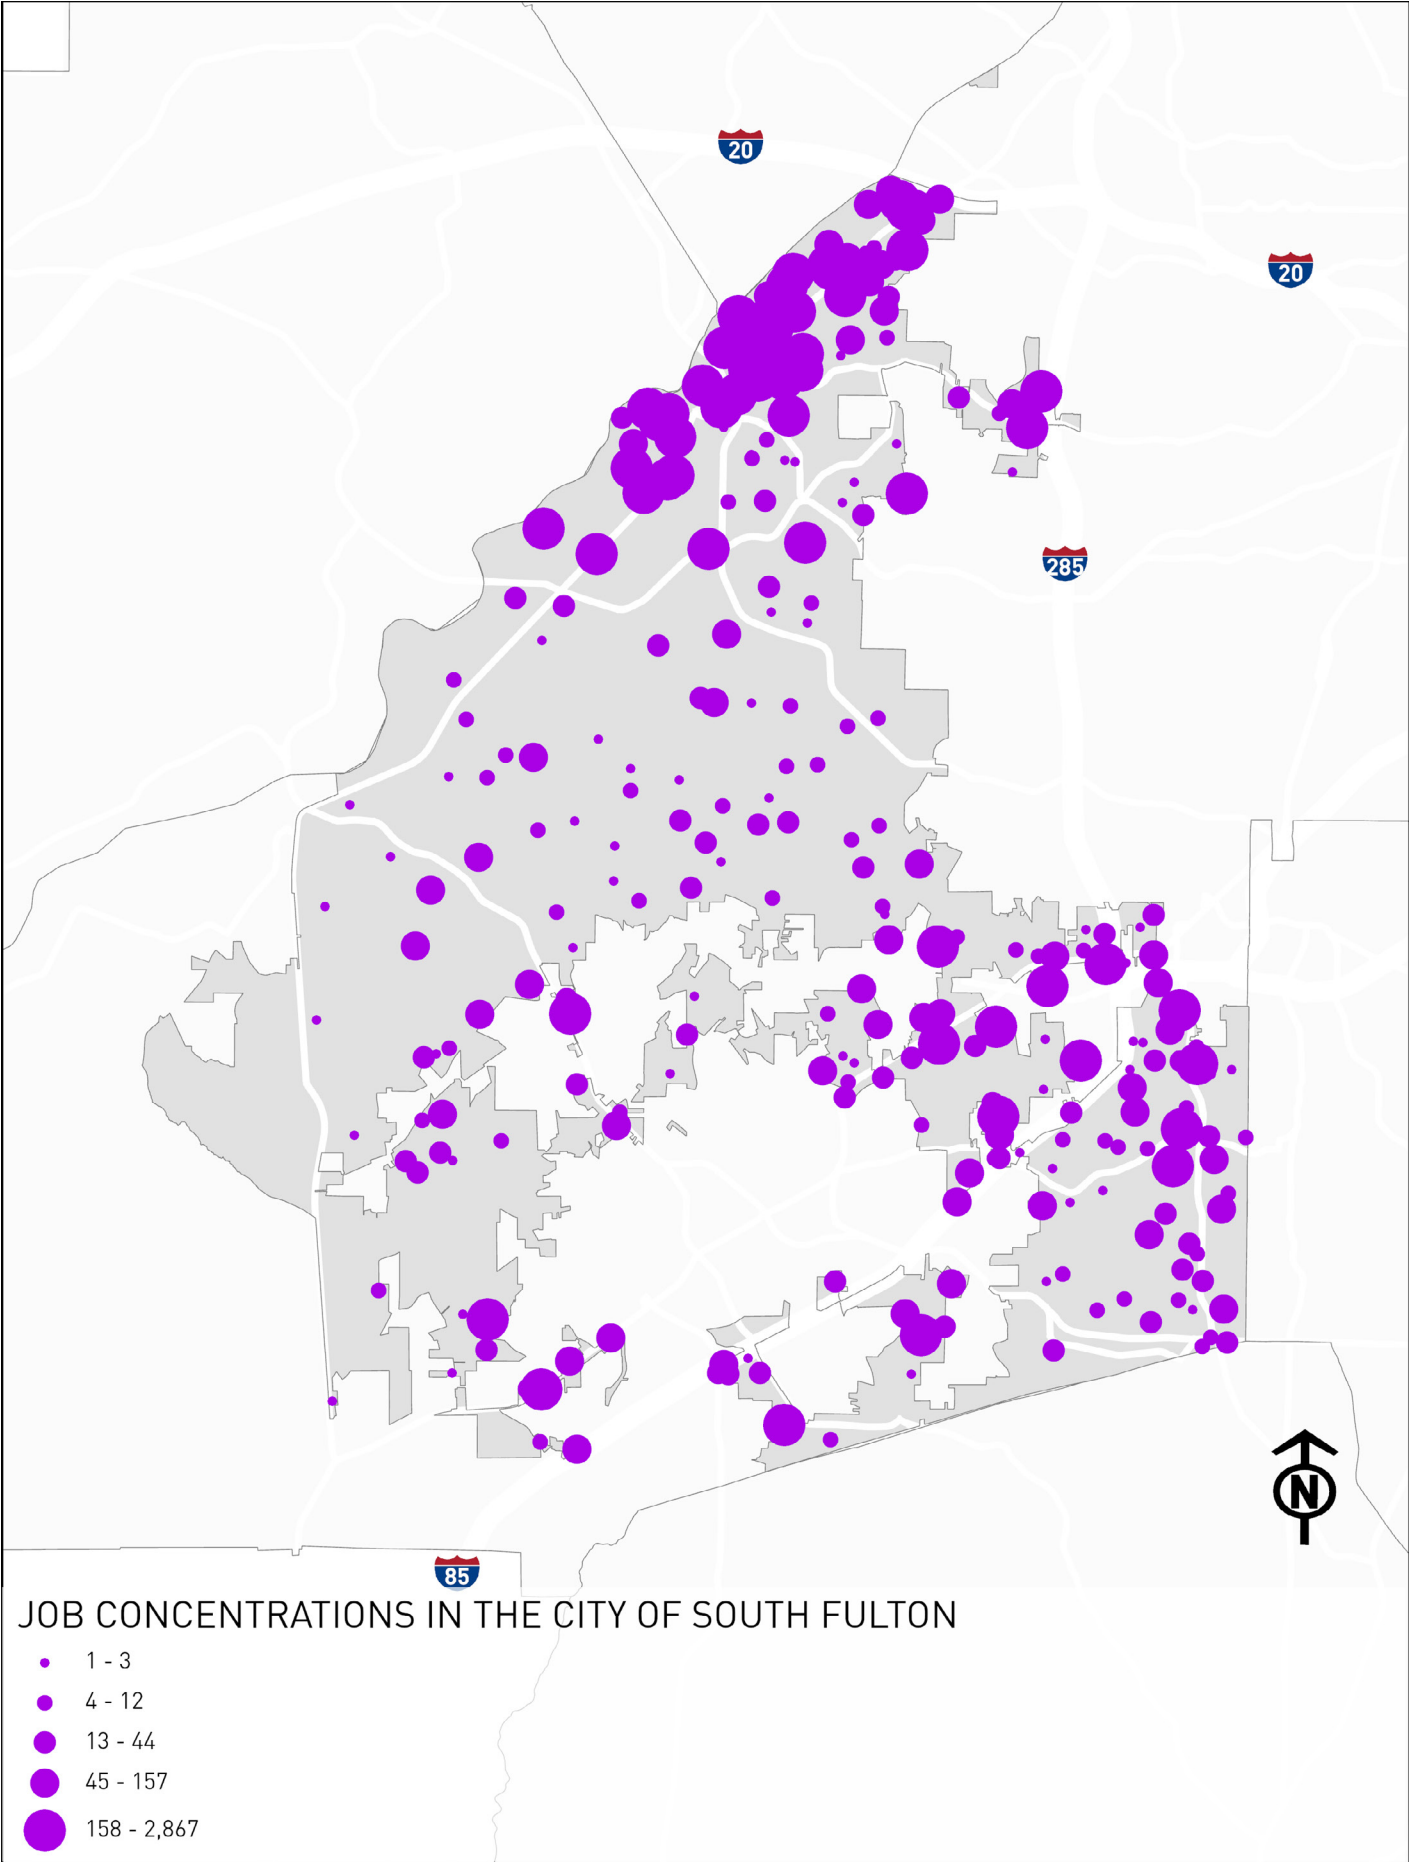 20
20
285
N
85
JOB CONCENTRATIONS IN THE CITY OF SOUTH FULTON
1 - 3
4 - 12
13 - 44
45 - 157
158 - 2,867